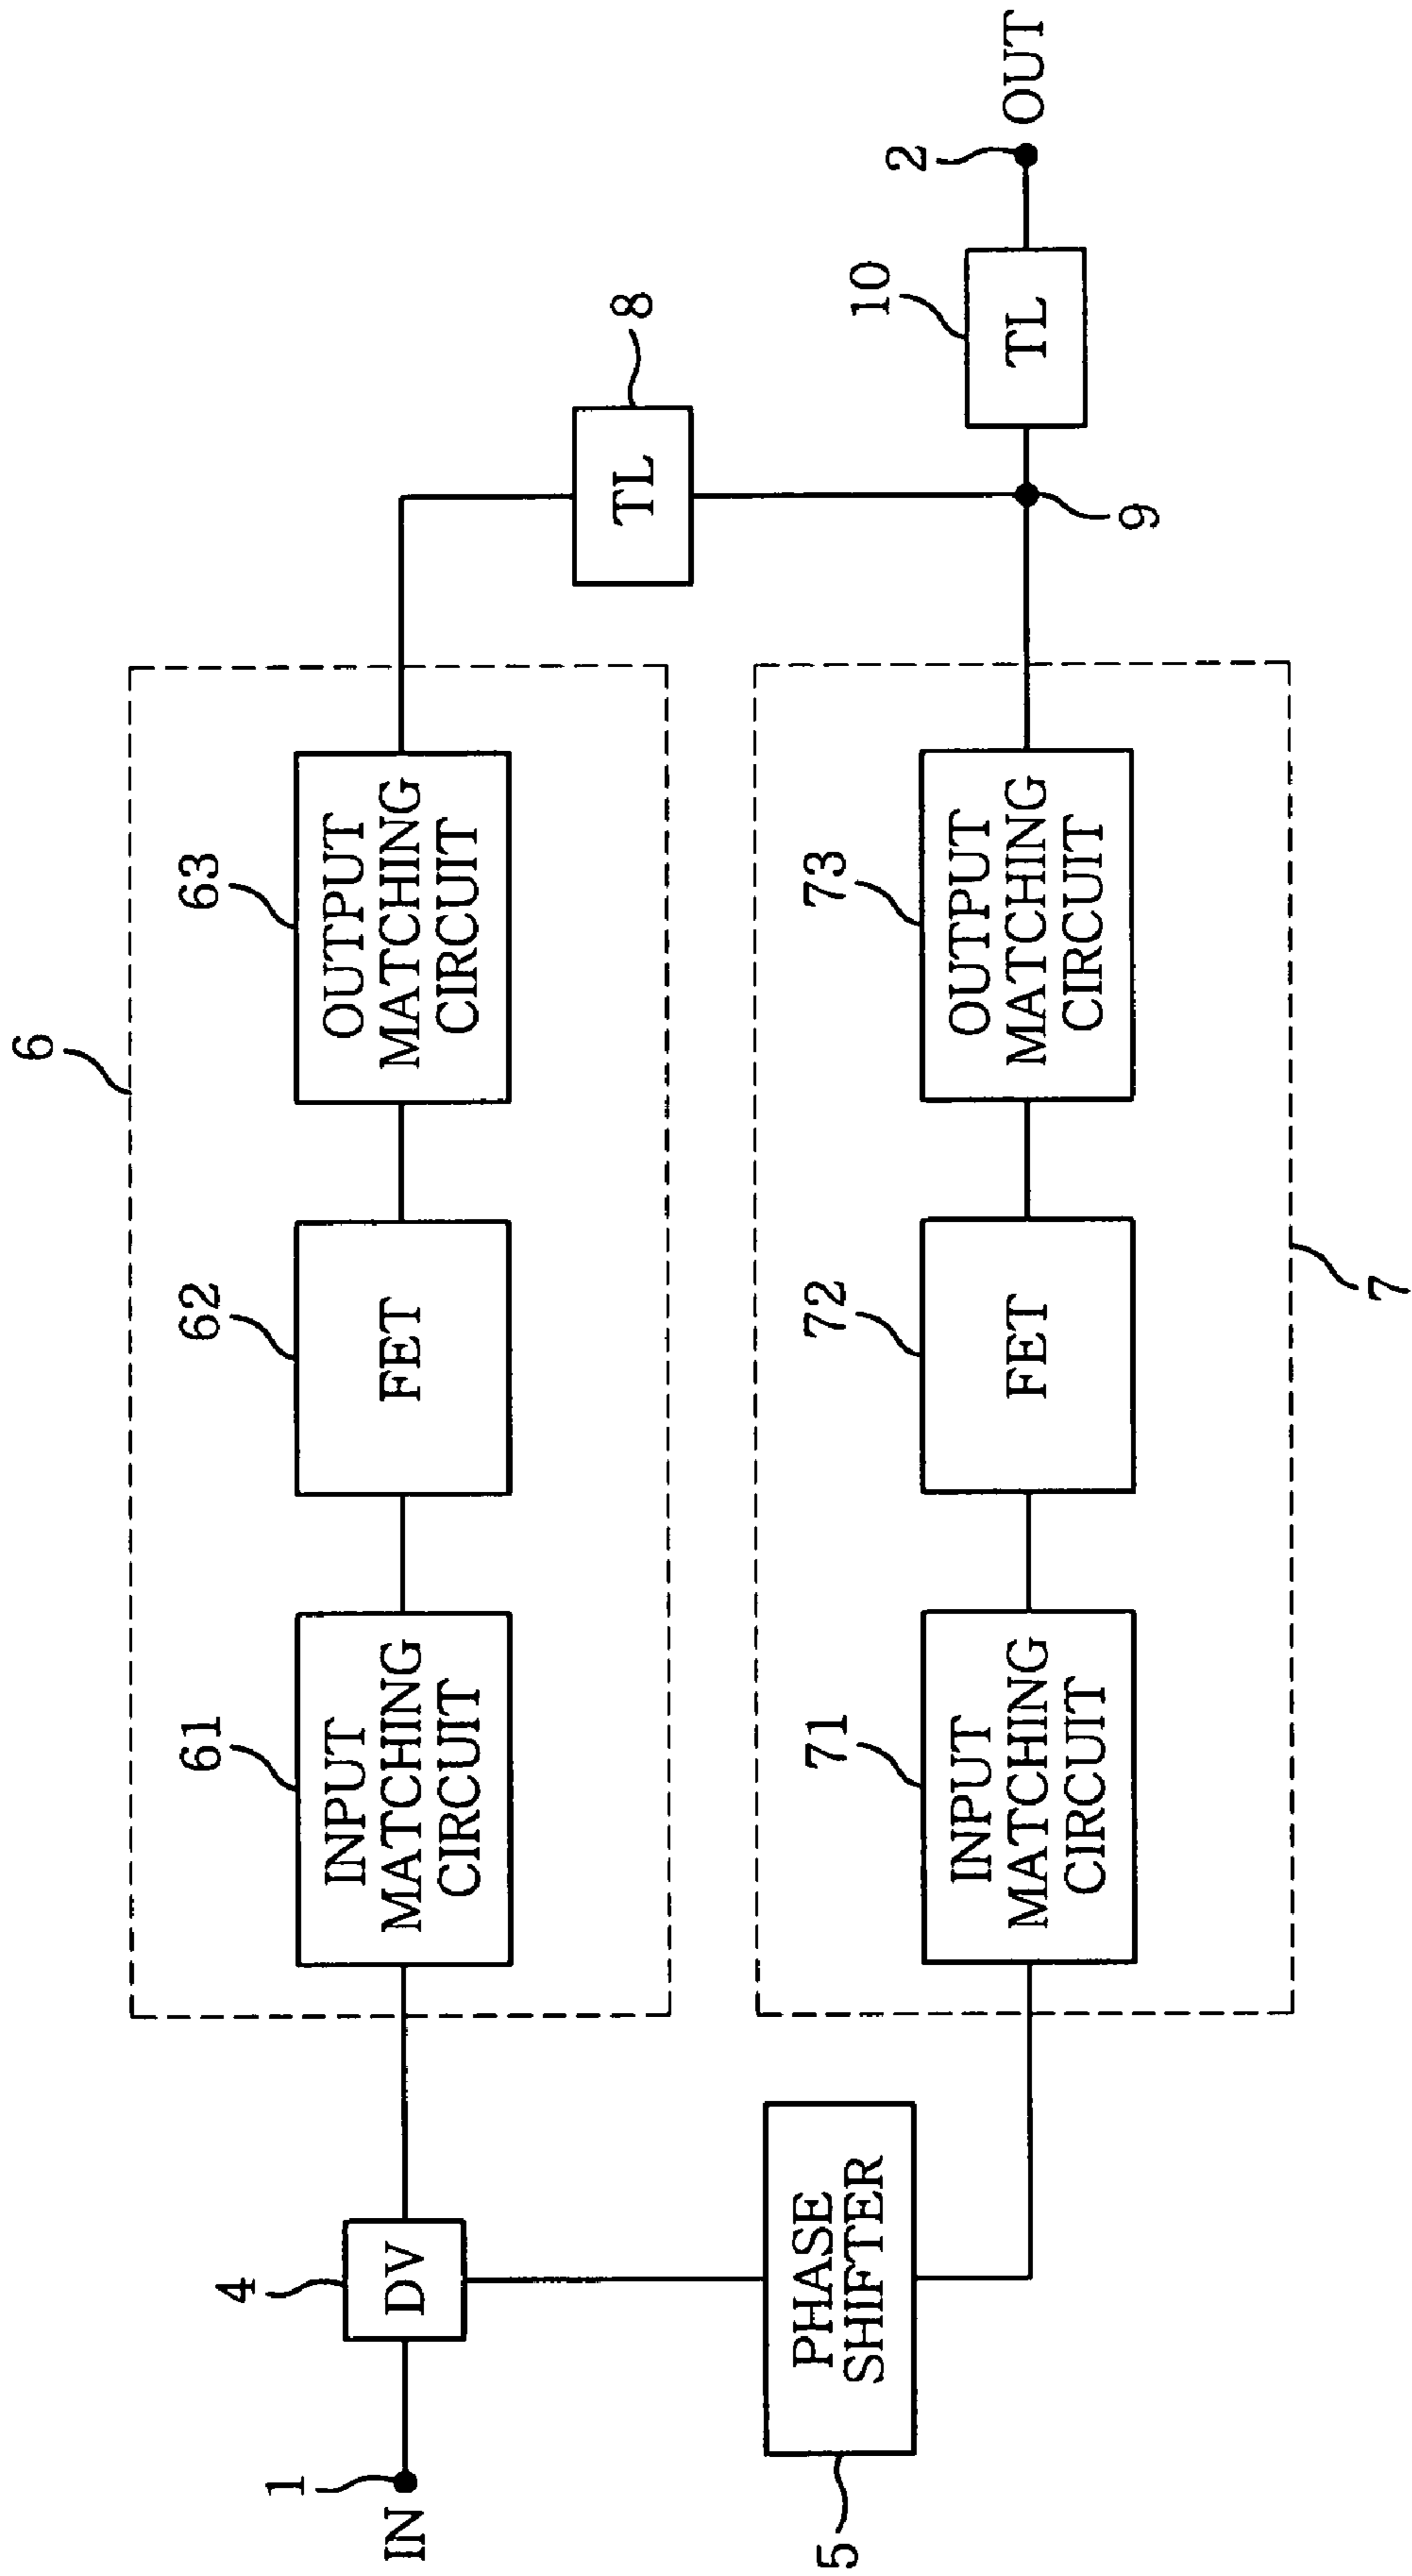 6
61
62
63
INPUT
MATCHING
CIRCUIT
FET
OUTPUT
MATCHING
CIRCUIT
8
TL
1
IN
4
DV
10
TL
2
OUT
9
5
PHASE
SHIFTER
71
72
73
INPUT
MATCHING
CIRCUIT
FET
OUTPUT
MATCHING
CIRCUIT
7